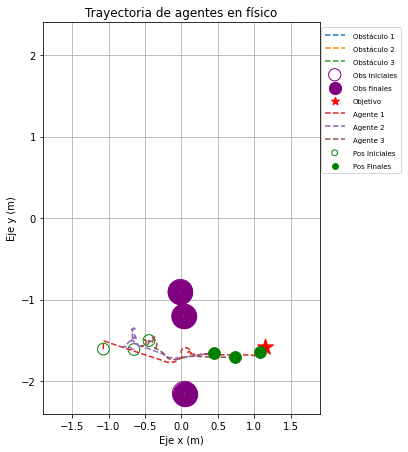 Trayectoria de agentes en físico
Eje y (m)
2
1
0
−1
−2
−1.5
−1.0
−0.5
0.0
0.5
1.0
1.5
Eje x (m)
Obstáculo 1
Obstáculo 2
Obstáculo 3
Obs iniciales
Obs finales
Objetivo
Agente 1
Agente 2
Agente 3
Pos Iniciales
Pos Finales